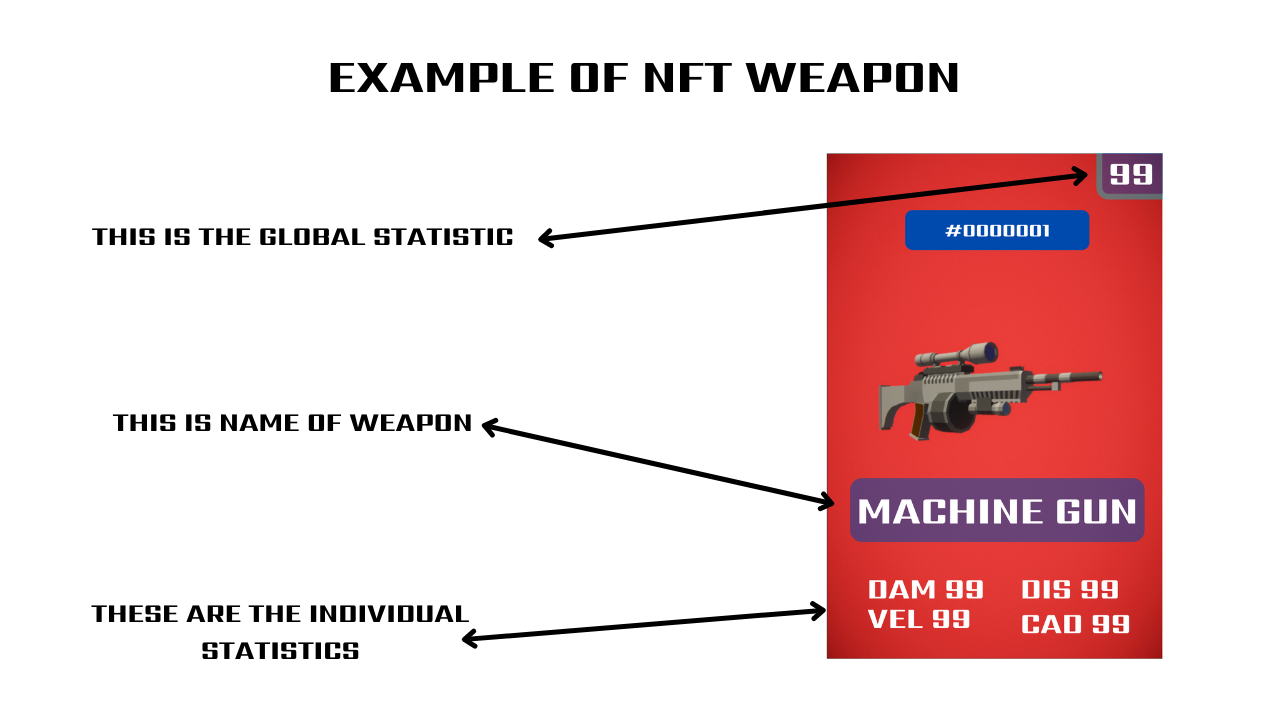 EXAMPLE OF NFT WEAPON
99
THIS IS THE GLOBAL STATISTIC
#0000001
THIS IS NAME OF WEAPON
MACHINE GUN
THESE ARE THE INDIVIDUAL
STATISTICS
DAM 99 DIS 99
VEL 99 CAD 99